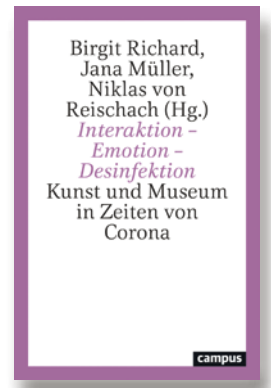 Birgit Richard,
Jana Müller,
Niklas von
Reischach (Hg.)
Interaktion –
Emotion –
Desinfektion
Kunst und Museum
in Zeiten von
Corona
campus